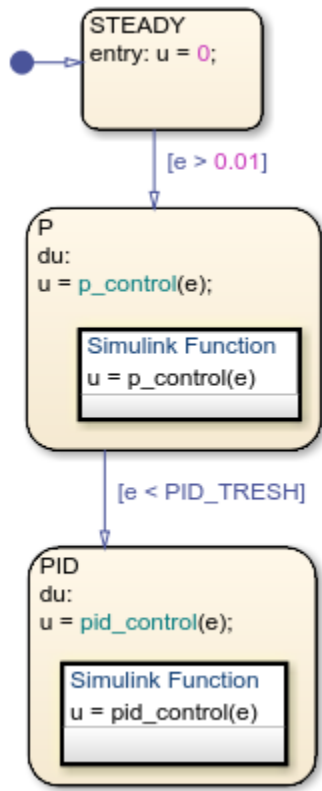 STEADY
entry: u = 0;
[e > 0.01]
P
du:
u = p_control(e);
Simulink Function
u = p_control(e)
[e < PID_TRESH]
PID
du:
u = pid_control(e);
Simulink Function
u = pid_control(e)